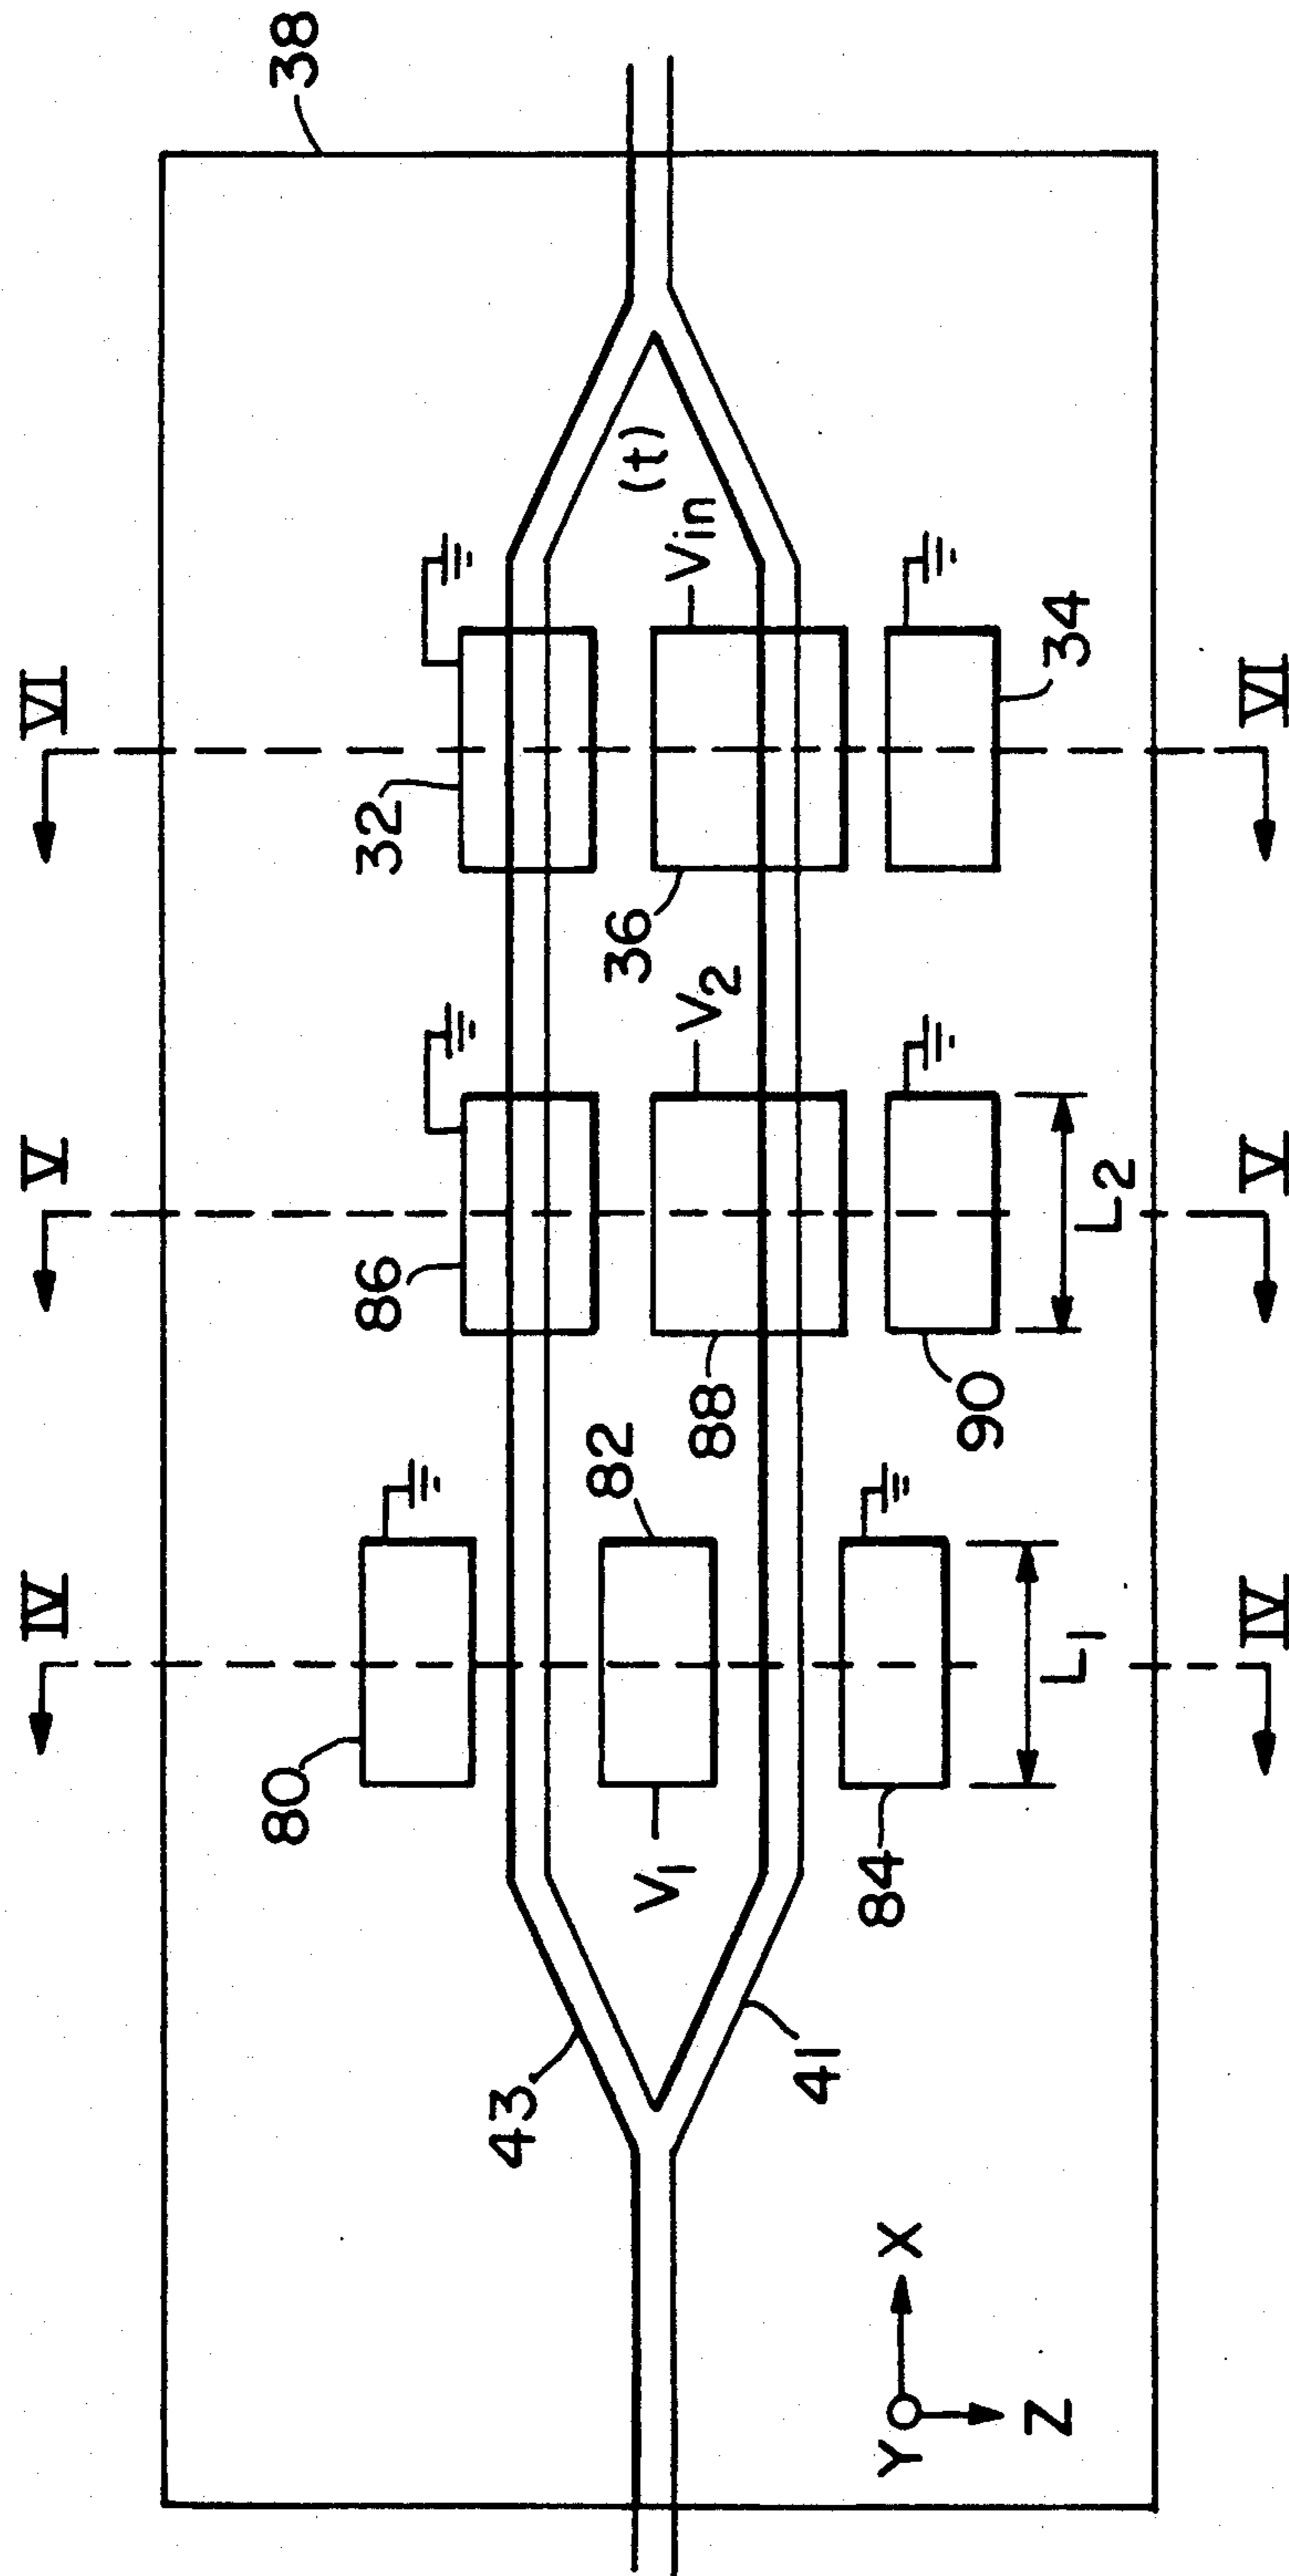 IV V VI
80 38
86 32
43
82 36 (t)
V1 V2 Vin
88
41
84
Y X
90 34
Z L1 L2
IV V VI